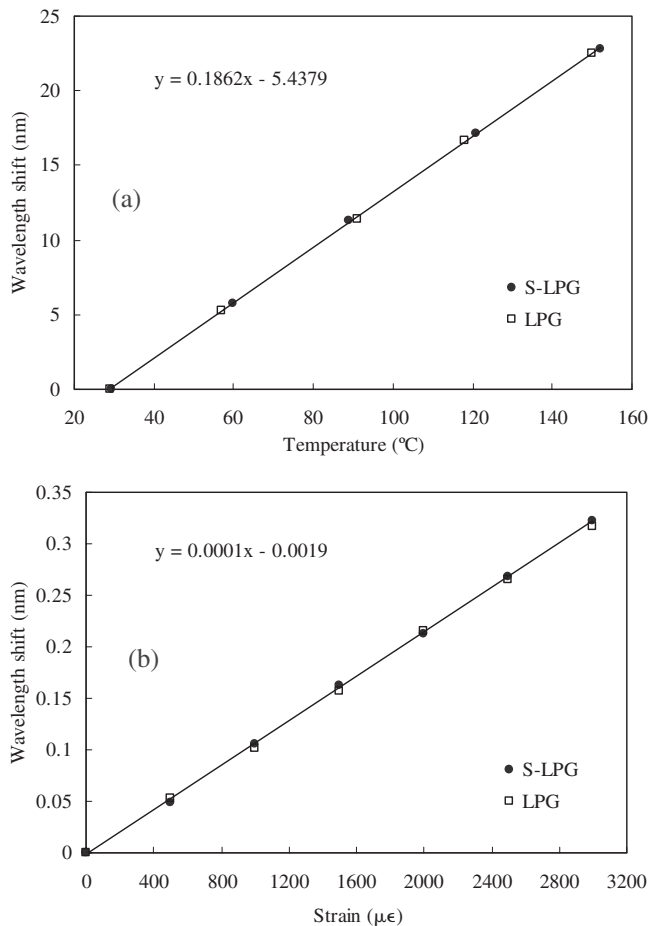 25
20
15
10
5
0
Wavelength shift (nm)
y = 0.1862x - 5.4379
(a)
S-LPG
LPG
20 40 60 80 100 120 140 160
Temperature (ºC)
0.35
0.3
0.25
0.2
0.15
0.1
0.05
0
Wavelength shift (nm)
y = 0.0001x - 0.0019
(b)
S-LPG
LPG
0 400 800 1200 1600 2000 2400 2800 3200
Strain (μϵ)